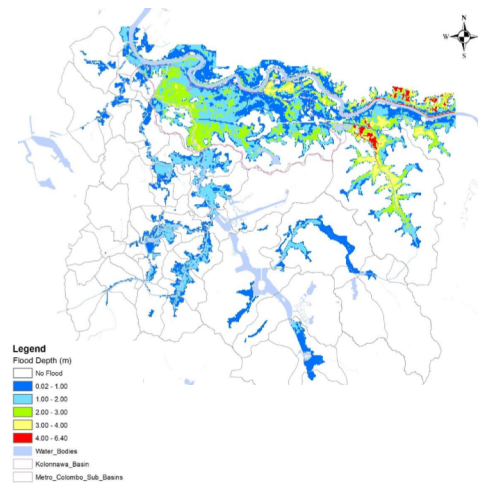 N
W
E
S
Legend
Flood Depth (m)
No Flood
0.02 - 1.00
1.00 - 2.00
2.00 - 3.00
3.00 - 4.00
4.00 - 6.40
Water_Bodies
Kolonnawa_Basin
Metro_Colombo_Sub_Basins